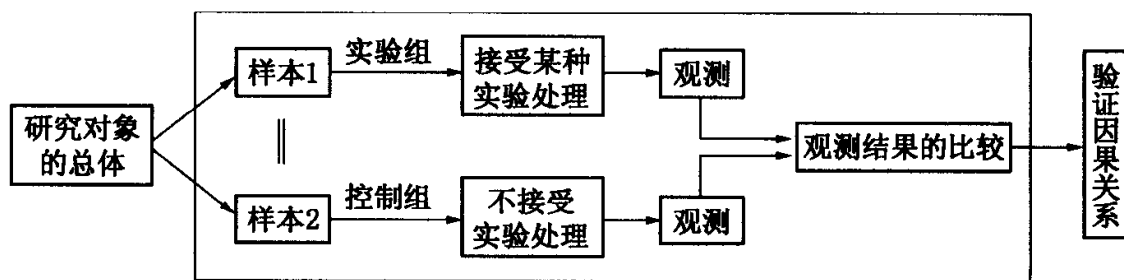 研究对象
的总体
样本1
实验组
接受某种
实验处理
观测
样本2
控制组
不接受
实验处理
观测
观测结果的比较
验证因果关系